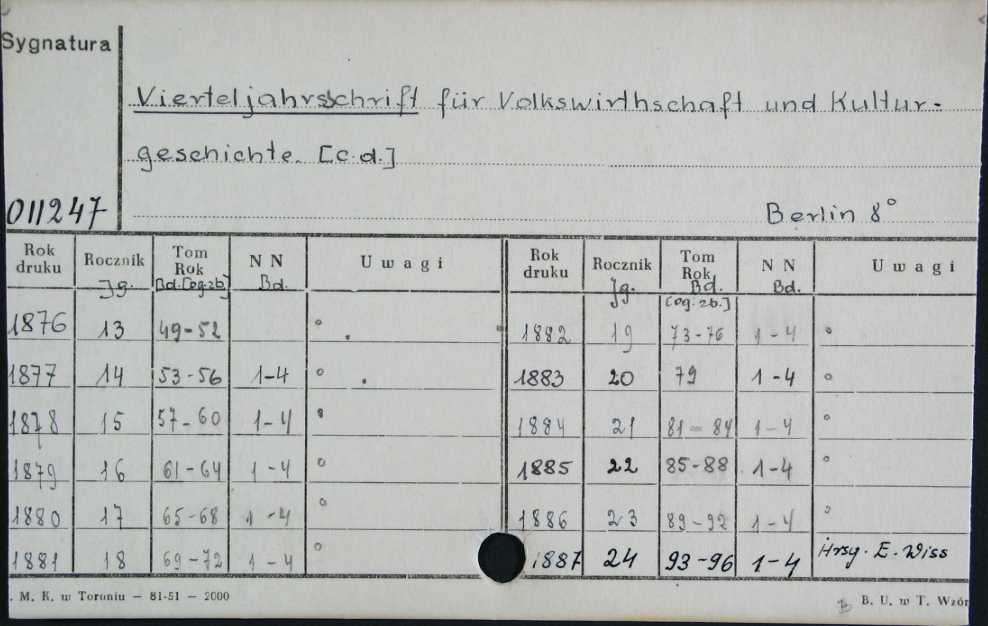 Sygnatura
Vierteljahrsschrift für Volkswirthschaft und Kultur-
geschichte. [c.d.]
011247 Berlin 8°
Rok druku Rocznik Jg. Tom Rok Bd. [og.zb] NN Bd. Uwagi Rok druku Rocznik Jg. Tom Rok Bd. [og.zb.] NN Bd. Uwagi
1876 13 49-52 ° 1882 19 73-76 1-4 °
1877 14 53-56 1-4 ° 1883 20 79 1-4 °
1878 15 57-60 1-4 ° 1884 21 81-84 1-4 °
1879 16 61-64 1-4 ° 1885 22 85-88 1-4 °
1880 17 65-68 1-4 ° 1886 23 89-92 1-4 °
1881 18 69-72 1-4 ° 1887 24 93-96 1-4 Hrsg. E. Wiss
. M. K. w Toruniu — 81-51 — 2000 B. U. w T. Wzór